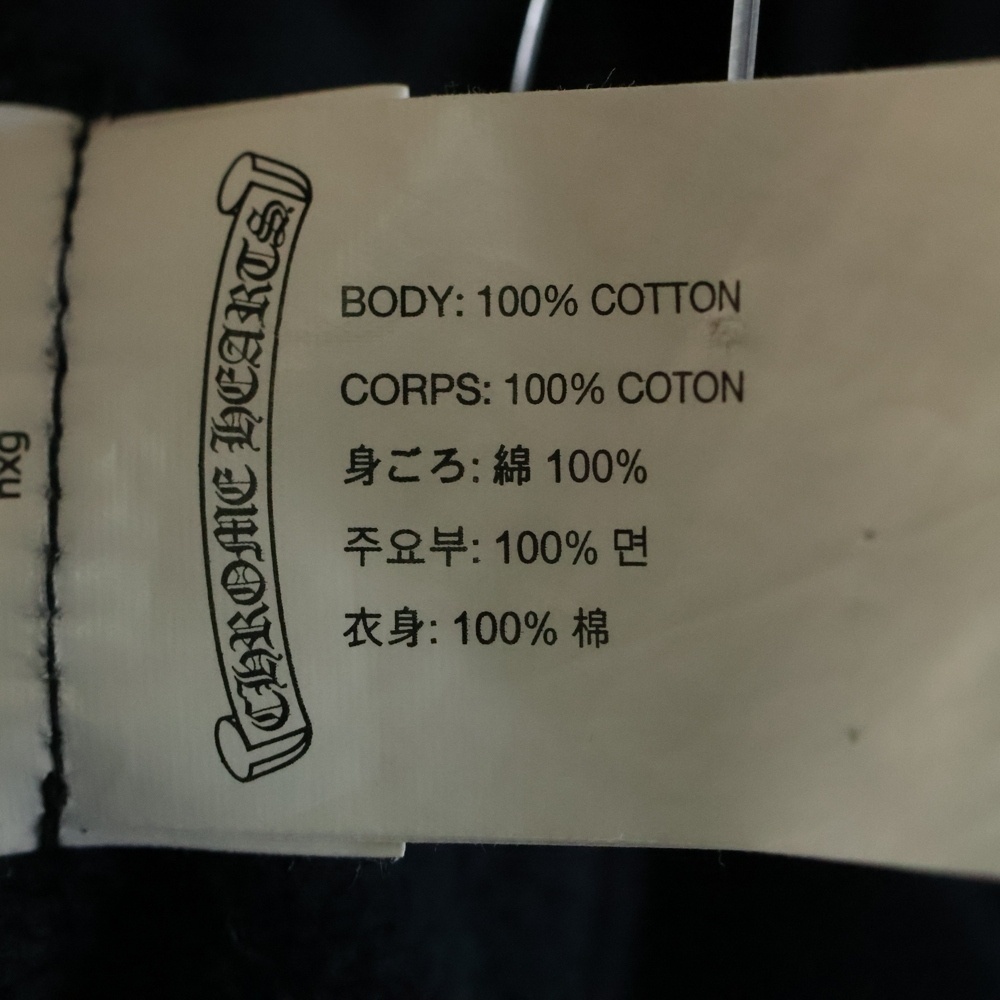 CHROME HEARTS
BODY: 100% COTTON
CORPS: 100% COTON
身ごろ: 綿 100%
주요부: 100% 면
衣身: 100% 棉